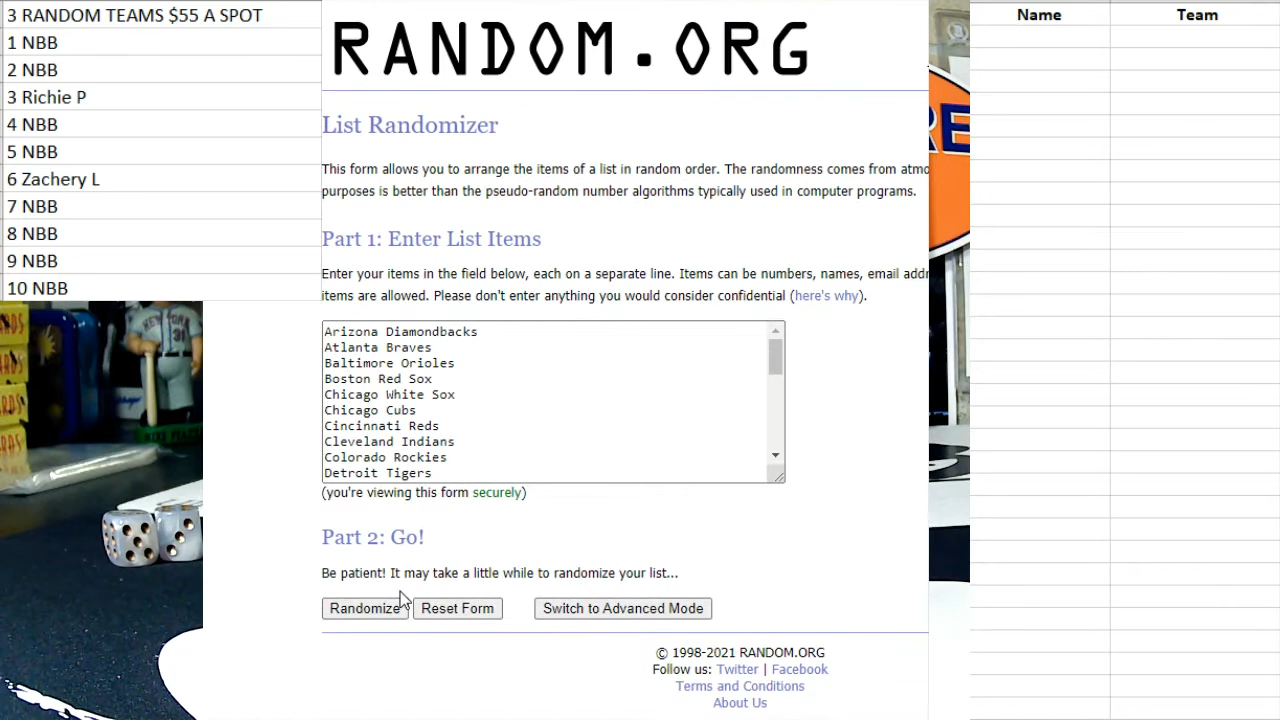 3 RANDOM TEAMS $55 A SPOT
1 NBB
2 NBB
3 Richie P
4 NBB
5 NBB
6 Zachery L
7 NBB
8 NBB
9 NBB
10 NBB
RANDOM.ORG
List Randomizer
This form allows you to arrange the items of a list in random order. The randomness comes from atmo
purposes is better than the pseudo-random number algorithms typically used in computer programs.
Part 1: Enter List Items
Enter your items in the field below, each on a separate line. Items can be numbers, names, email addr
items are allowed. Please don't enter anything you would consider confidential (here's why).
Arizona Diamondbacks
Atlanta Braves
Baltimore Orioles
Boston Red Sox
Chicago White Sox
Chicago Cubs
Cincinnati Reds
Cleveland Indians
Colorado Rockies
Detroit Tigers
(you're viewing this form securely)
Part 2: Go!
Be patient! It may take a little while to randomize your list...
Randomize Reset Form Switch to Advanced Mode
© 1998-2021 RANDOM.ORG
Follow us: Twitter | Facebook
Terms and Conditions
About Us
Name Team
NEW YORK
31
RE